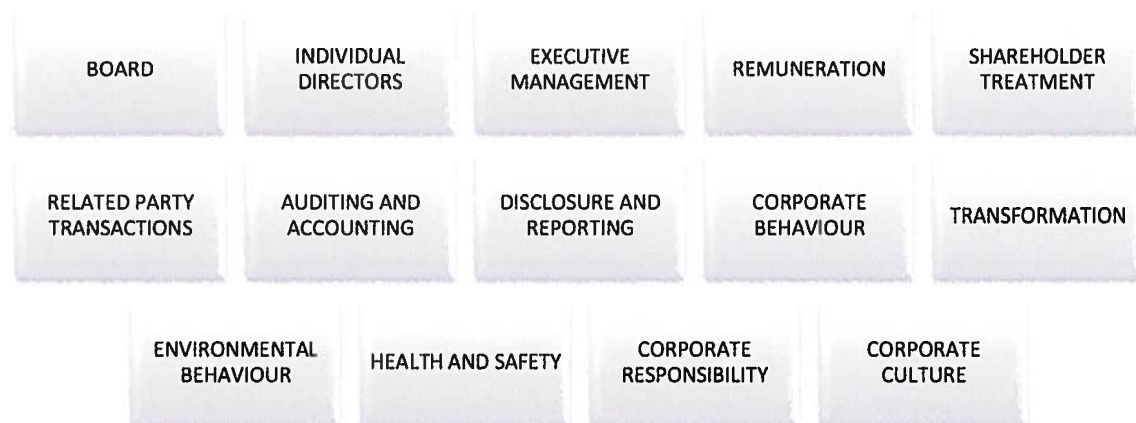 BOARD
INDIVIDUAL
DIRECTORS
EXECUTIVE
MANAGEMENT
REMUNERATION
SHAREHOLDER
TREATMENT
RELATED PARTY
TRANSACTIONS
AUDITING AND
ACCOUNTING
DISCLOSURE AND
REPORTING
CORPORATE
BEHAVIOUR
TRANSFORMATION
ENVIRONMENTAL
BEHAVIOUR
HEALTH AND SAFETY
CORPORATE
RESPONSIBILITY
CORPORATE
CULTURE